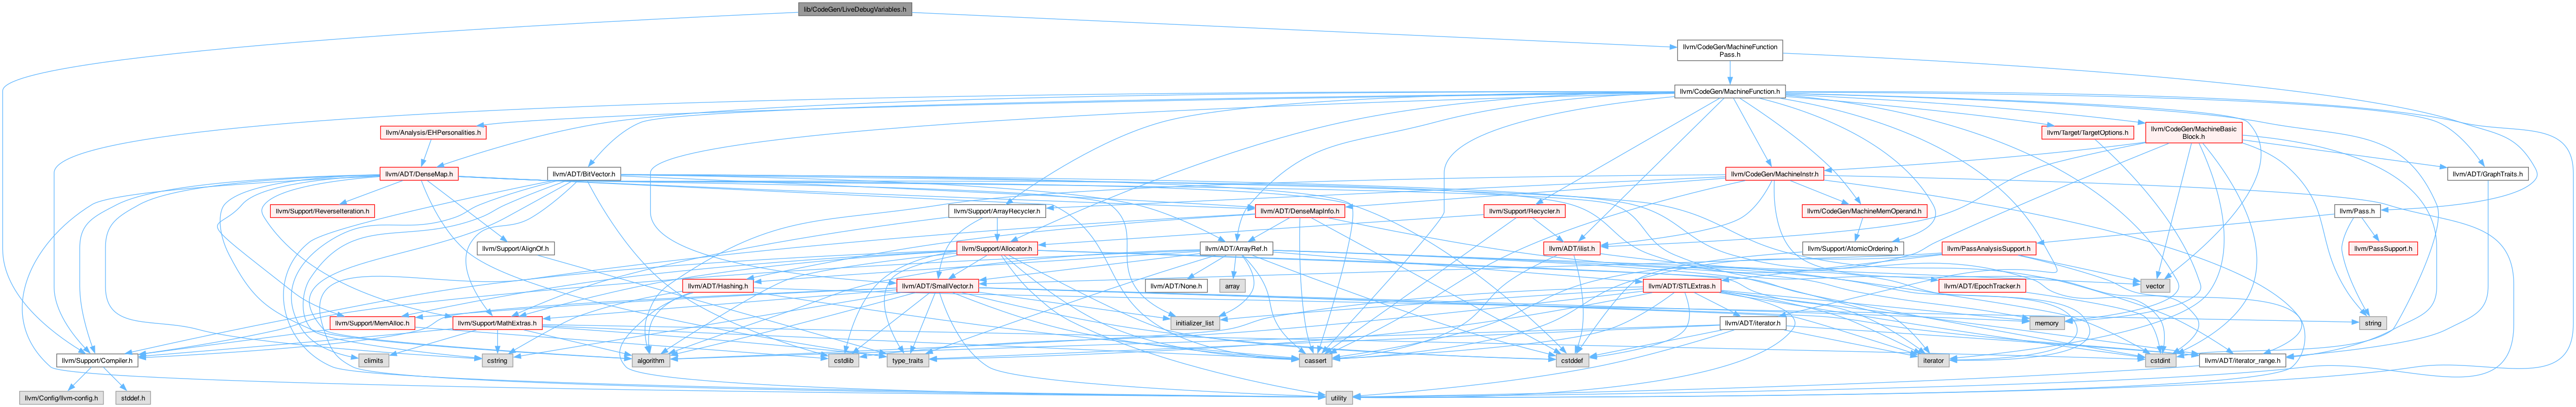 lib/CodeGen/LiveDebugVariables.h
llvm/CodeGen/MachineFunction
Pass.h
llvm/CodeGen/MachineFunction.h
llvm/Analysis/EHPersonalities.h
llvm/Target/TargetOptions.h
llvm/CodeGen/MachineBasic
Block.h
llvm/ADT/DenseMap.h
llvm/ADT/BitVector.h
llvm/CodeGen/MachineInstr.h
llvm/ADT/GraphTraits.h
llvm/Support/ReverseIteration.h
llvm/Support/ArrayRecycler.h
llvm/ADT/DenseMapInfo.h
llvm/Support/Recycler.h
llvm/CodeGen/MachineMemOperand.h
llvm/Pass.h
llvm/Support/AlignOf.h
llvm/Support/Allocator.h
llvm/ADT/ArrayRef.h
llvm/ADT/ilist.h
llvm/Support/AtomicOrdering.h
llvm/PassAnalysisSupport.h
llvm/PassSupport.h
llvm/ADT/Hashing.h
llvm/ADT/SmallVector.h
llvm/ADT/None.h
array
llvm/ADT/STLExtras.h
llvm/ADT/EpochTracker.h
vector
llvm/Support/MemAlloc.h
llvm/Support/MathExtras.h
initializer_list
llvm/ADT/iterator.h
memory
string
llvm/Support/Compiler.h
climits
cstring
algorithm
cstdlib
type_traits
cassert
cstddef
iterator
cstdint
llvm/ADT/iterator_range.h
llvm/Config/llvm-config.h
stddef.h
utility